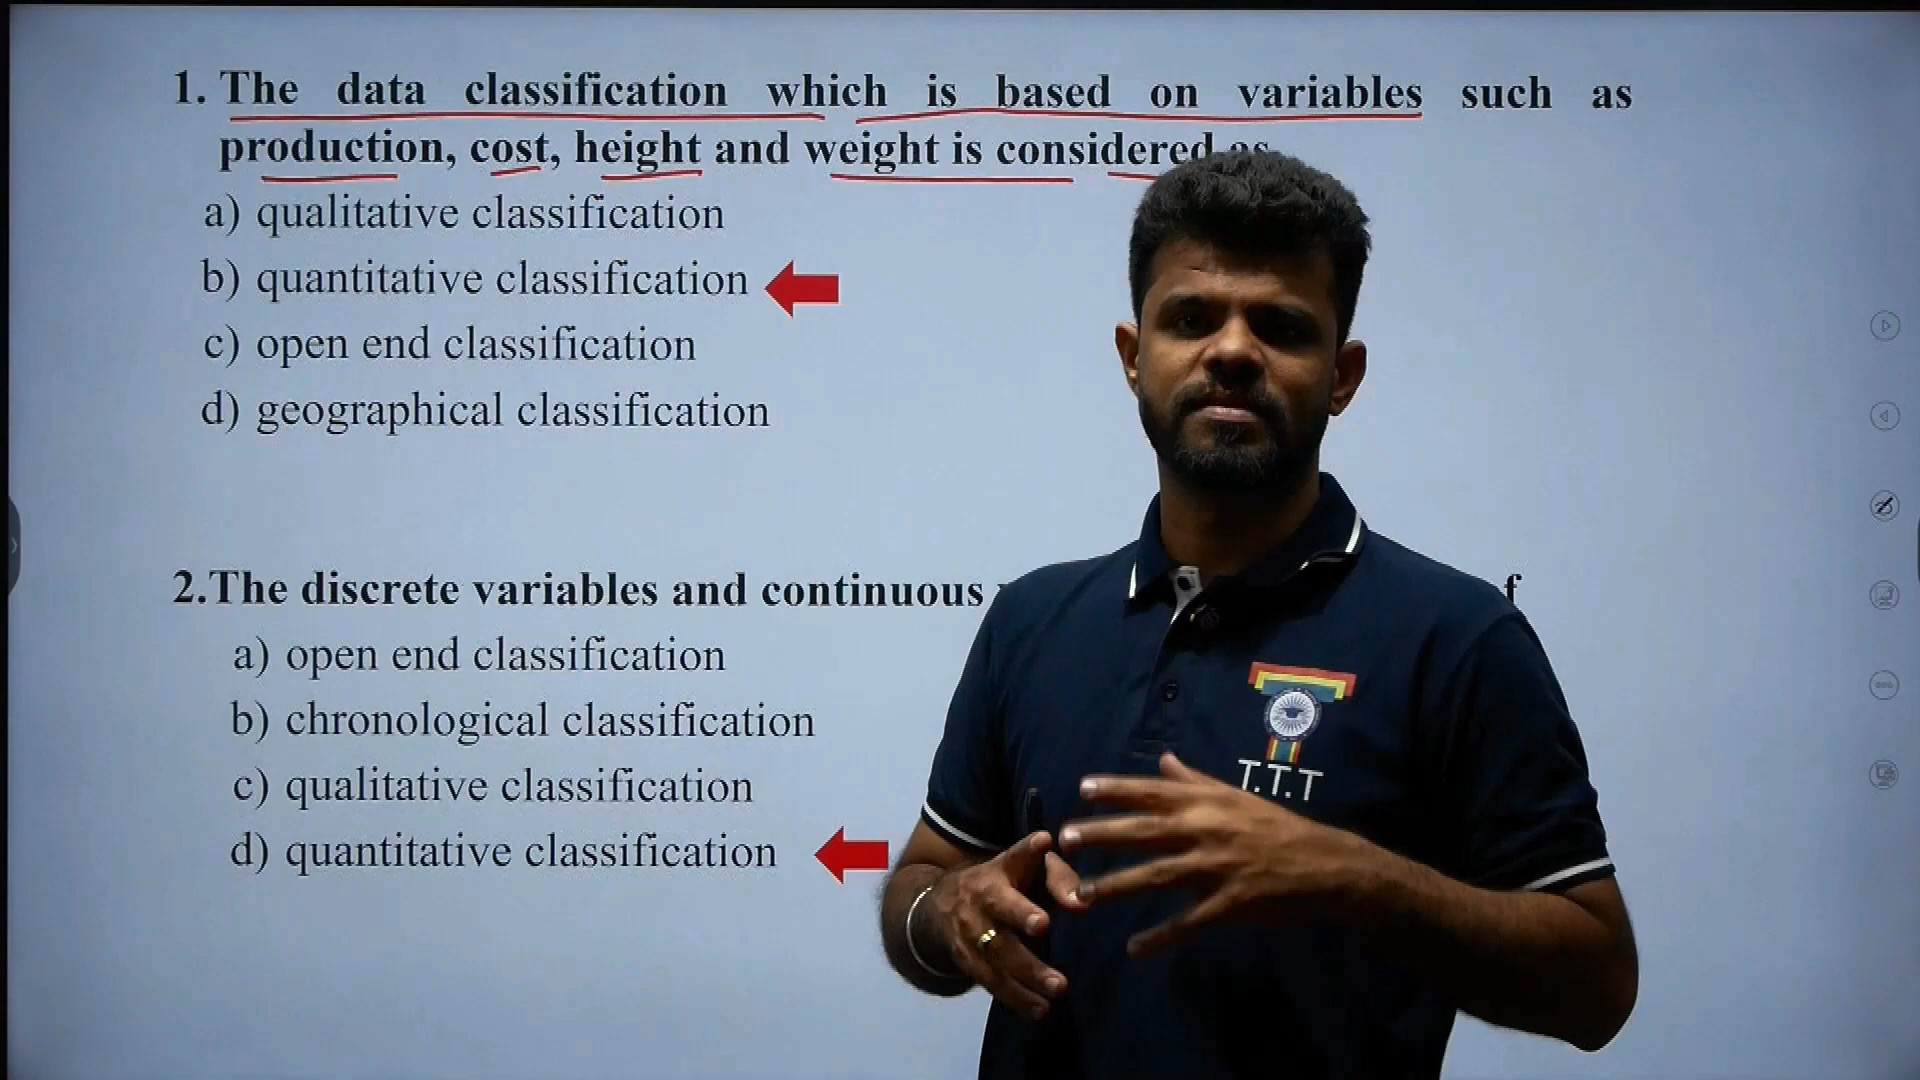 1. The data classification which is based on variables such as
production, cost, height and weight is considered as
a) qualitative classification
b) quantitative classification
c) open end classification
d) geographical classification
2.The discrete variables and continuous
a) open end classification
b) chronological classification
c) qualitative classification
d) quantitative classification
T.T.T